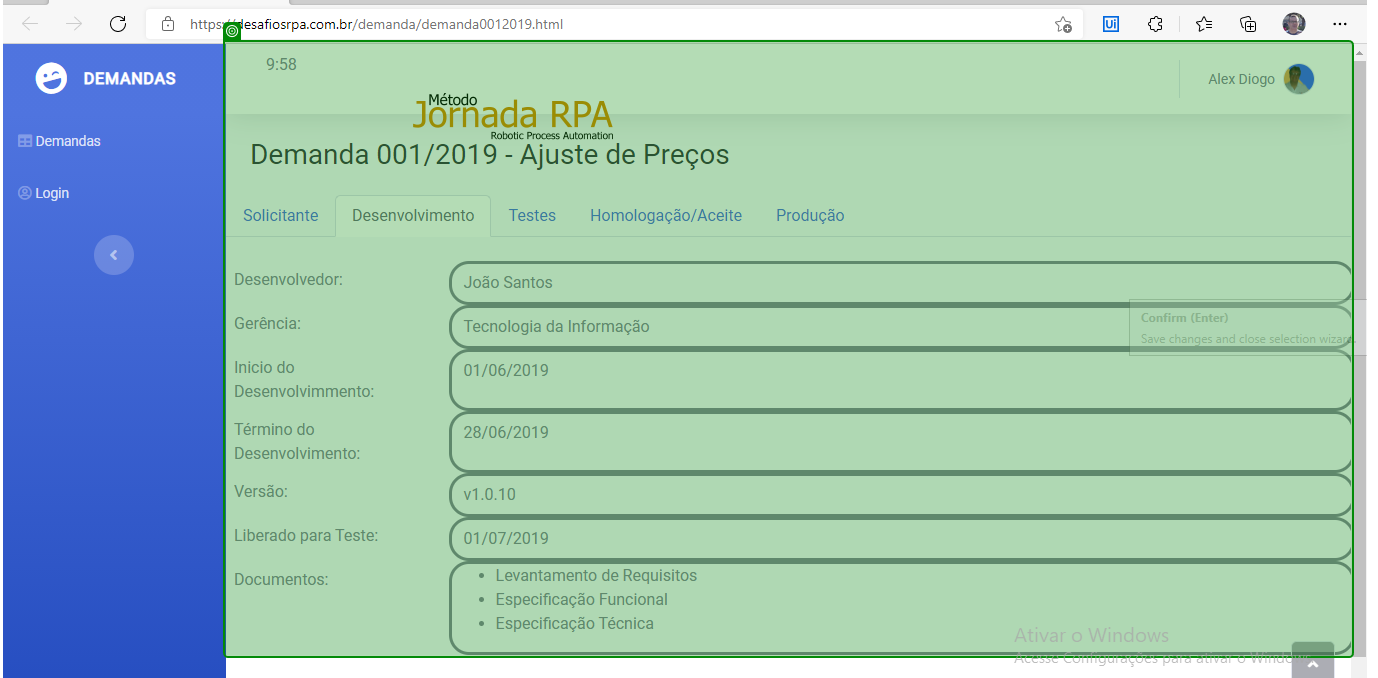 https://desafiosrpa.com.br/demanda/demanda0012019.html
Ui
DEMANDAS
Demandas
Login
9:58
Alex Diogo
Método
Jornada RPA
Robotic Process Automation
Demanda 001/2019 - Ajuste de Preços
Solicitante Desenvolvimento Testes Homologação/Aceite Produção
Desenvolvedor: João Santos
Gerência: Tecnologia da Informação
Confirm (Enter)
Save changes and close selection wizard.
Inicio do 01/06/2019
Desenvolvimmento:
Término do 28/06/2019
Desenvolvimento:
Versão: v1.0.10
Liberado para Teste: 01/07/2019
Documentos:
• Levantamento de Requisitos
• Especificação Funcional
• Especificação Técnica
Ativar o Windows
Acesse Configurações para ativar o Windows.